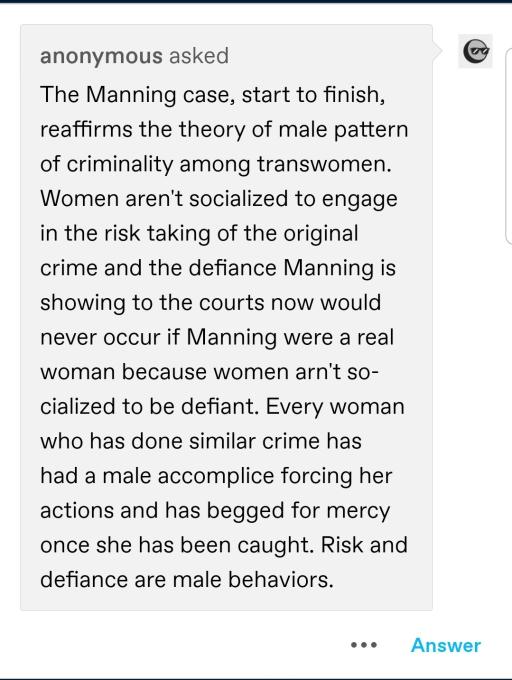 anonymous asked
The Manning case, start to finish,
reaffirms the theory of male pattern
of criminality among transwomen.
Women aren't socialized to engage
in the risk taking of the original
crime and the defiance Manning is
showing to the courts now would
never occur if Manning were a real
woman because women arn't so-
cialized to be defiant. Every woman
who has done similar crime has
had a male accomplice forcing her
actions and has begged for mercy
once she has been caught. Risk and
defiance are male behaviors.
••• Answer